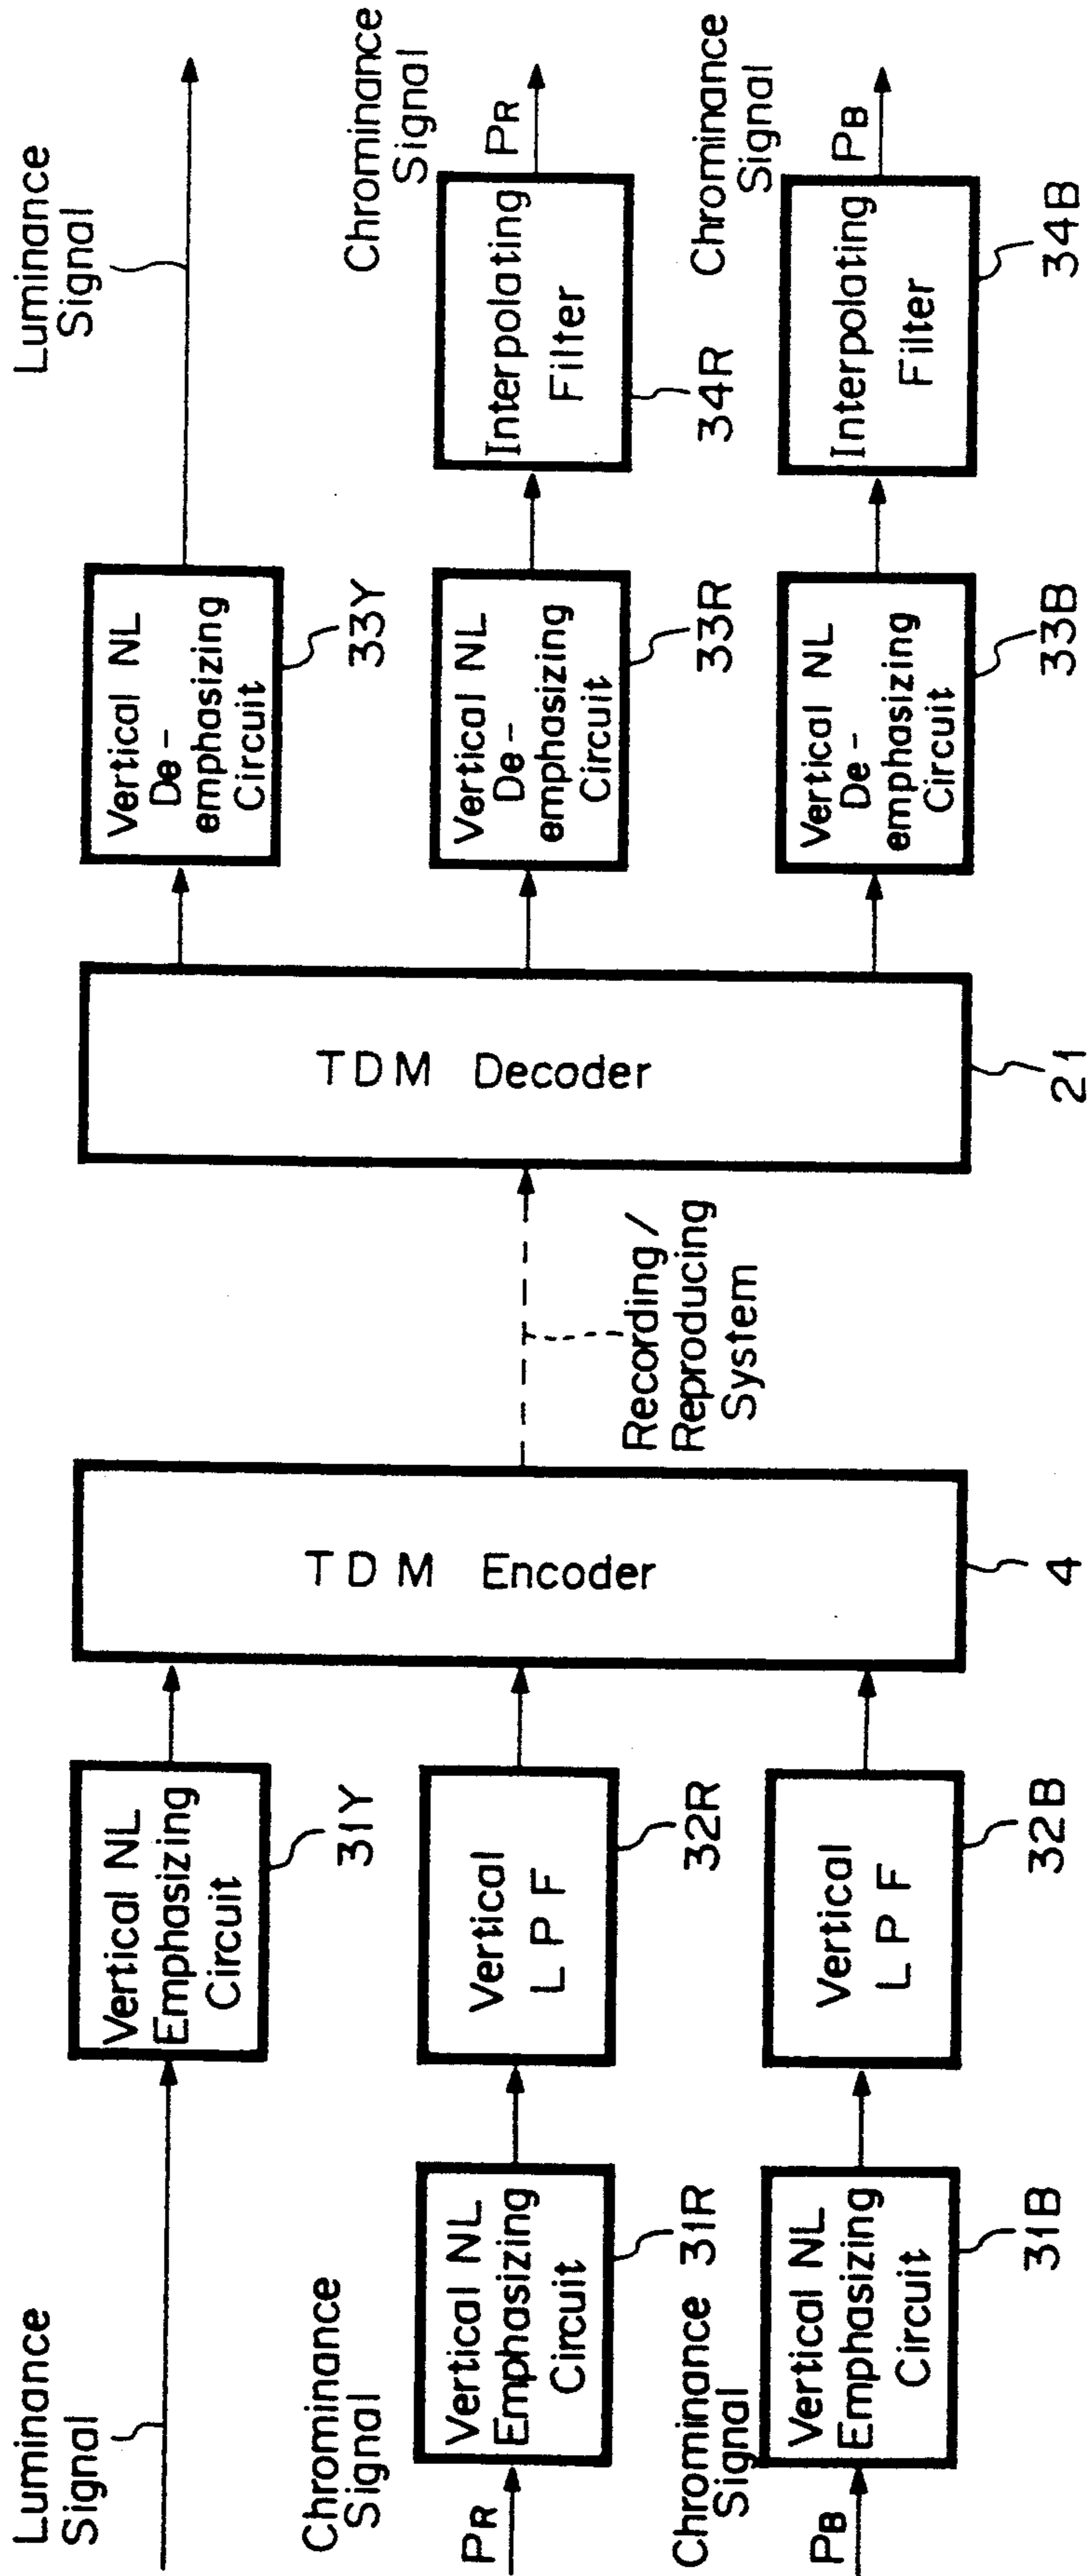 Luminance
Signal
Vertical NL
Emphasizing
Circuit
31Y
Chrominance
Signal
PR
Vertical NL
Emphasizing
Circuit
31R
Vertical
L P F
32R
Chrominance
Signal
PB
Vertical NL
Emphasizing
Circuit
31B
Vertical
L P F
32B
TDM Encoder
4
Recording/
Reproducing
System
TDM Decoder
21
Vertical NL
De-
emphasizing
Circuit
33Y
Luminance
Signal
Vertical NL
De-
emphasizing
Circuit
33R
Interpolating
Filter
34R
Chrominance
Signal
PR
Vertical NL
De-
emphasizing
Circuit
33B
Interpolating
Filter
34B
Chrominance
Signal
PB